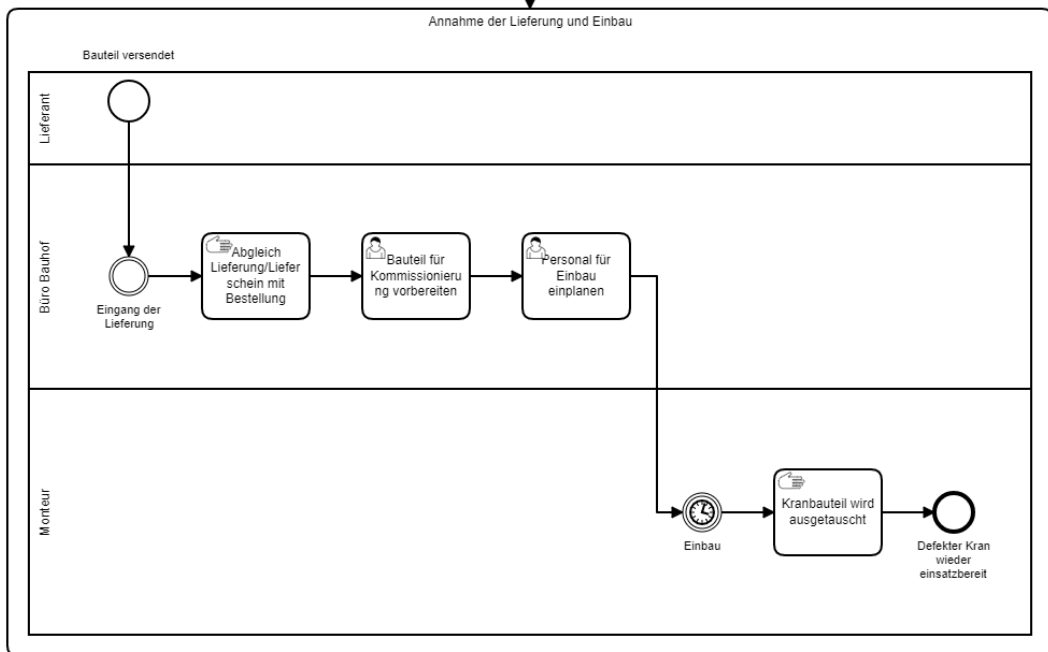 Annahme der Lieferung und Einbau
Bauteil versendet
Lieferant
Büro Bauhof
Eingang der
Lieferung
Abgleich
Lieferung/Liefer
schein mit
Bestellung
Bauteil für
Kommissionieru
ng vorbereiten
Personal für
Einbau
einplanen
Monteur
Einbau
Kranbauteil wird
ausgetauscht
Defekter Kran
wieder
einsatzbereit